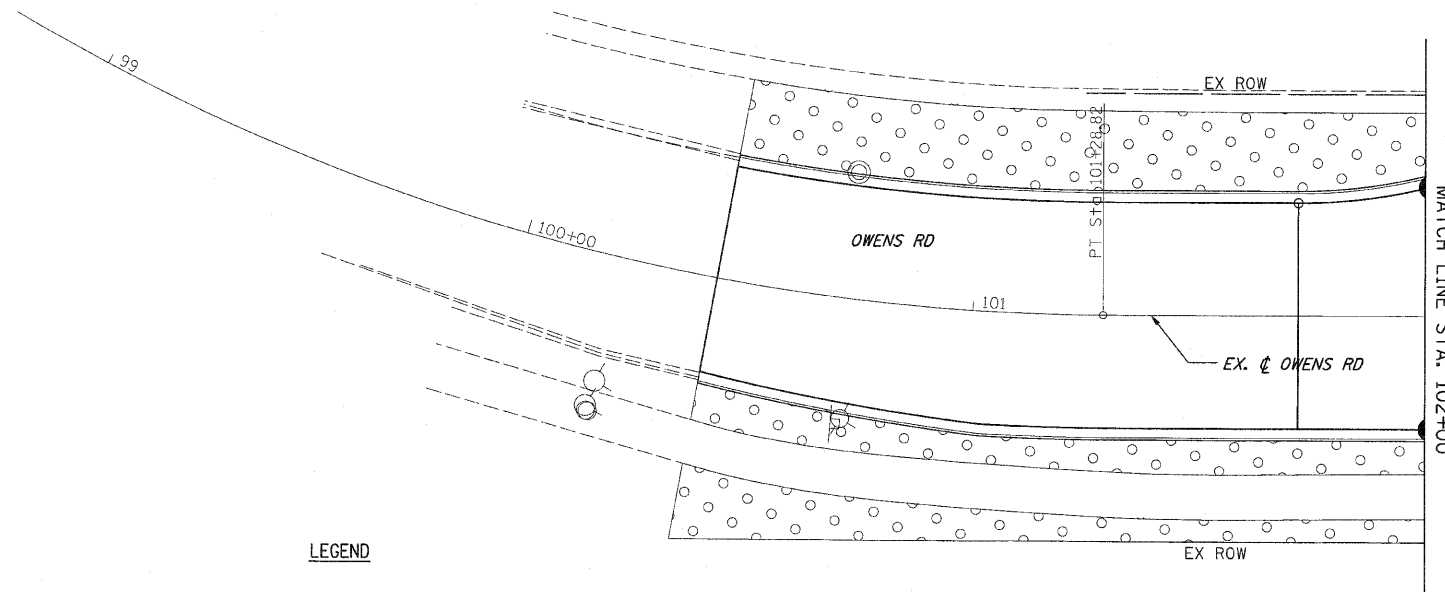 99
EX ROW
PT Sta 101+28.82
100+00
OWENS RD
101
EX. ℄ OWENS RD
MATCH LINE STA. 102+00
LEGEND
EX ROW